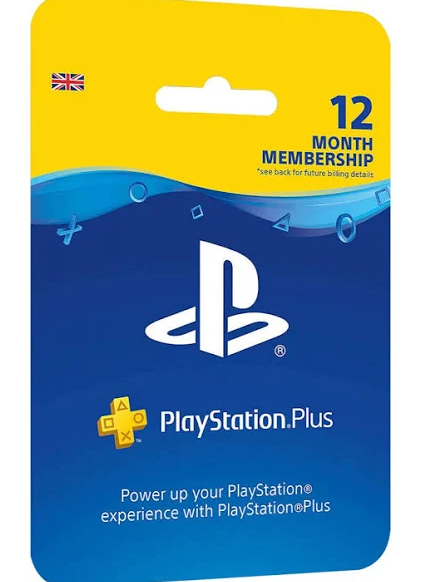 12
MONTH
MEMBERSHIP
*see back for future billing details
®
PlayStation®Plus
™
Power up your PlayStation®
experience with PlayStation®Plus